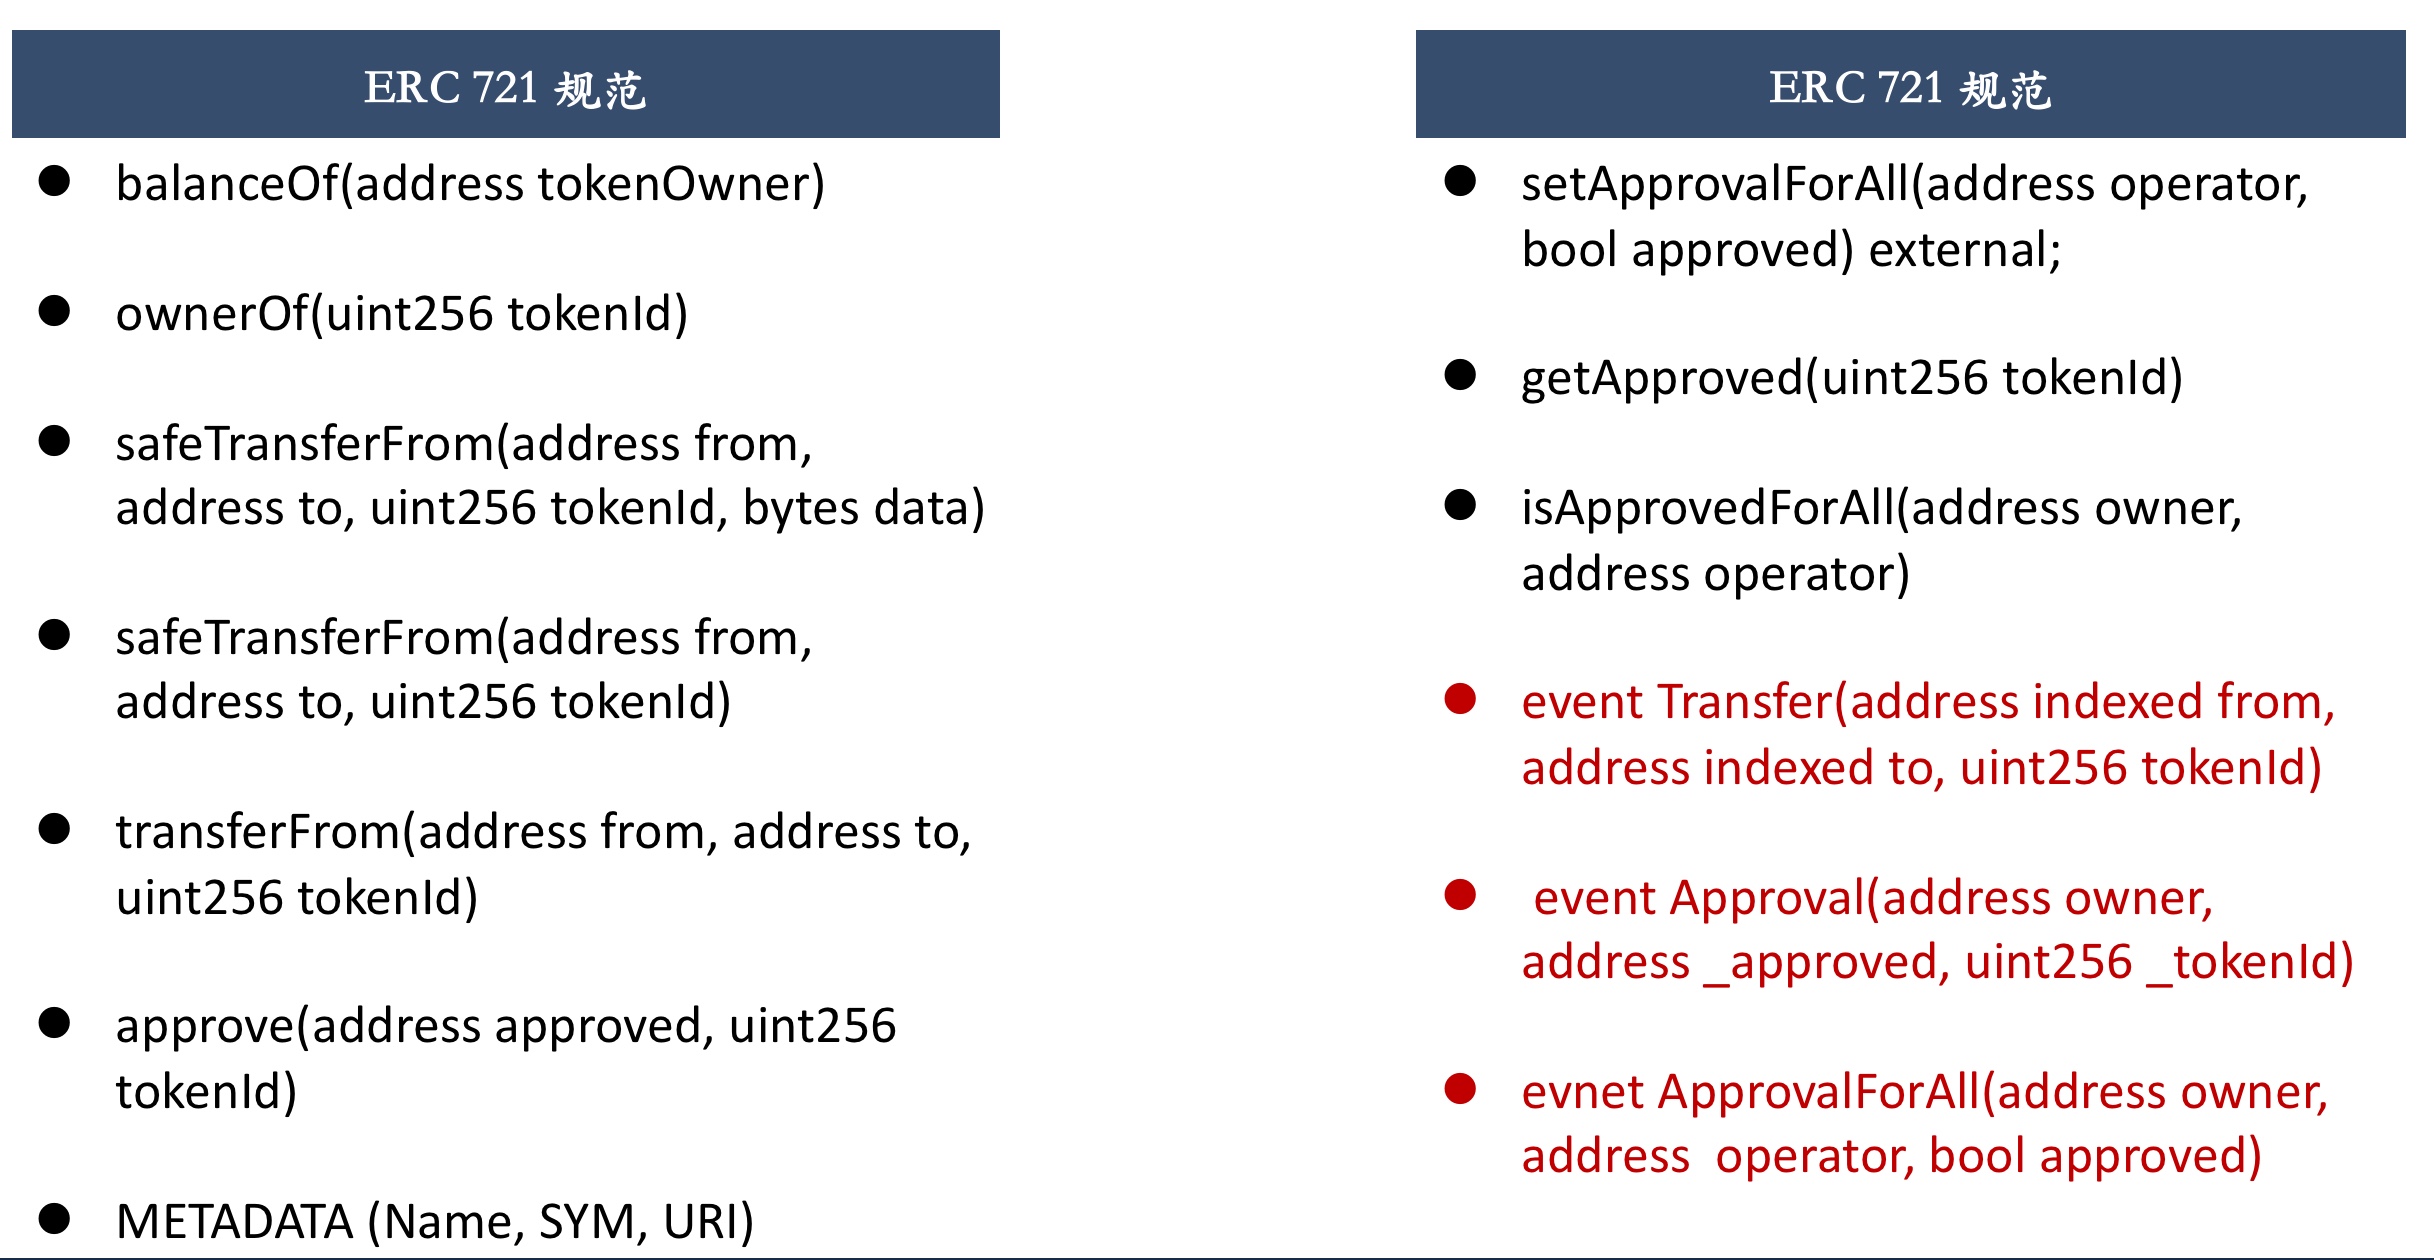 ERC 721 规范
balanceOf(address tokenOwner)
ownerOf(uint256 tokenId)
safeTransferFrom(address from,
address to, uint256 tokenId, bytes data)
safeTransferFrom(address from,
address to, uint256 tokenId)
transferFrom(address from, address to,
uint256 tokenId)
approve(address approved, uint256
tokenId)
METADATA (Name, SYM, URI)
ERC 721 规范
setApprovalForAll(address operator,
bool approved) external;
getApproved(uint256 tokenId)
isApprovedForAll(address owner,
address operator)
event Transfer(address indexed from,
address indexed to, uint256 tokenId)
event Approval(address owner,
address _approved, uint256 _tokenId)
evnet ApprovalForAll(address owner,
address  operator, bool approved)